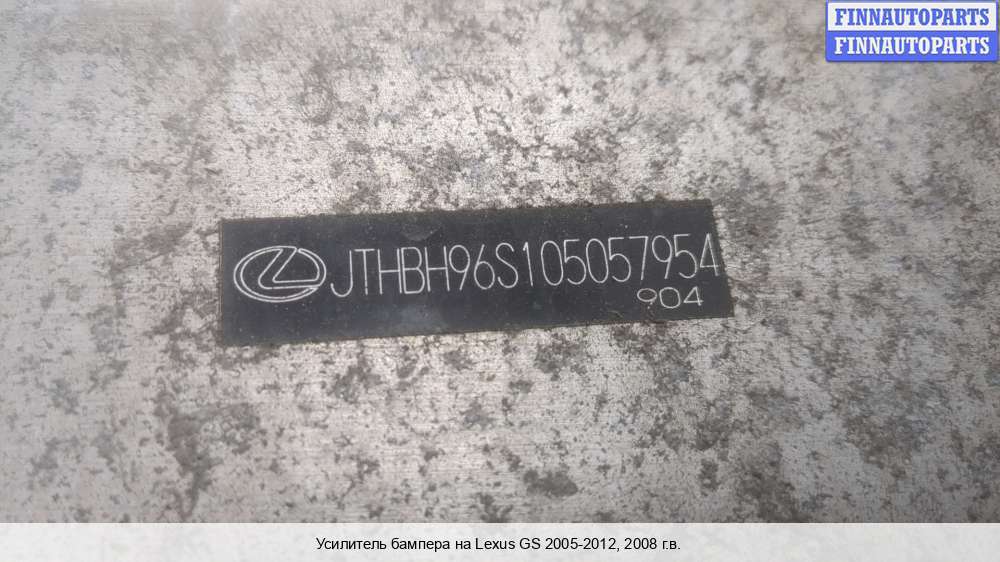 FINNAUTOPARTS
FINNAUTOPARTS
JTHBH96S105057954
904
Усилитель бампера на Lexus GS 2005-2012, 2008 г.в.